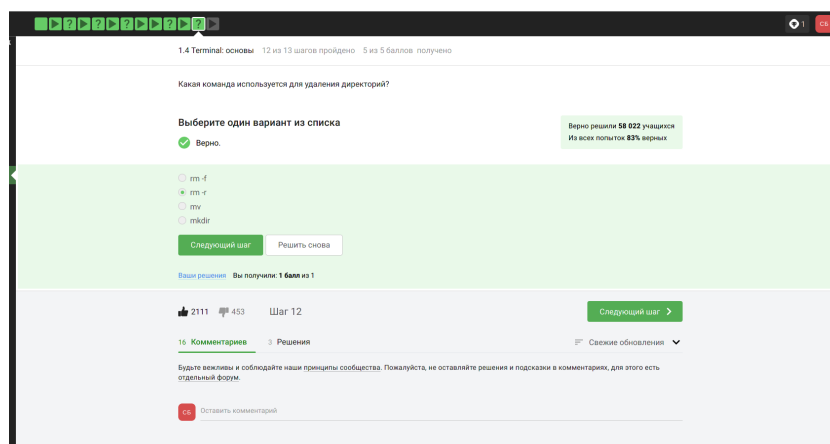 ? ? ? ? ?
1
СБ
1.4 Terminal: основы 12 из 13 шагов пройдено 5 из 5 баллов получено
Какая команда используется для удаления директорий?
Выберите один вариант из списка
Верно.
Верно решили 58 022 учащихся
Из всех попыток 83% верных
rm -f
rm -r
mv
mkdir
Следующий шаг Решить снова
Ваши решения Вы получили: 1 балл из 1
2111 453 Шаг 12 Следующий шаг
16 Комментариев 3 Решения Свежие обновления
Будьте вежливы и соблюдайте наши принципы сообщества. Пожалуйста, не оставляйте решения и подсказки в комментариях, для этого есть
отдельный форум.
СБ Оставить комментарий